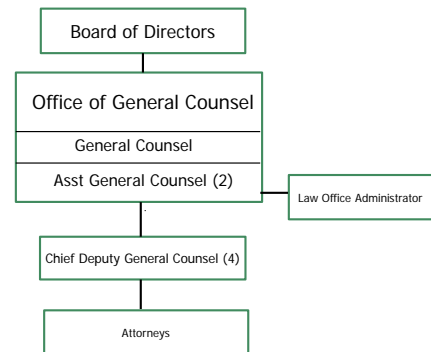 Board of Directors
Office of General Counsel
General Counsel
Asst General Counsel (2)
Law Office Administrator
Chief Deputy General Counsel (4)
Attorneys